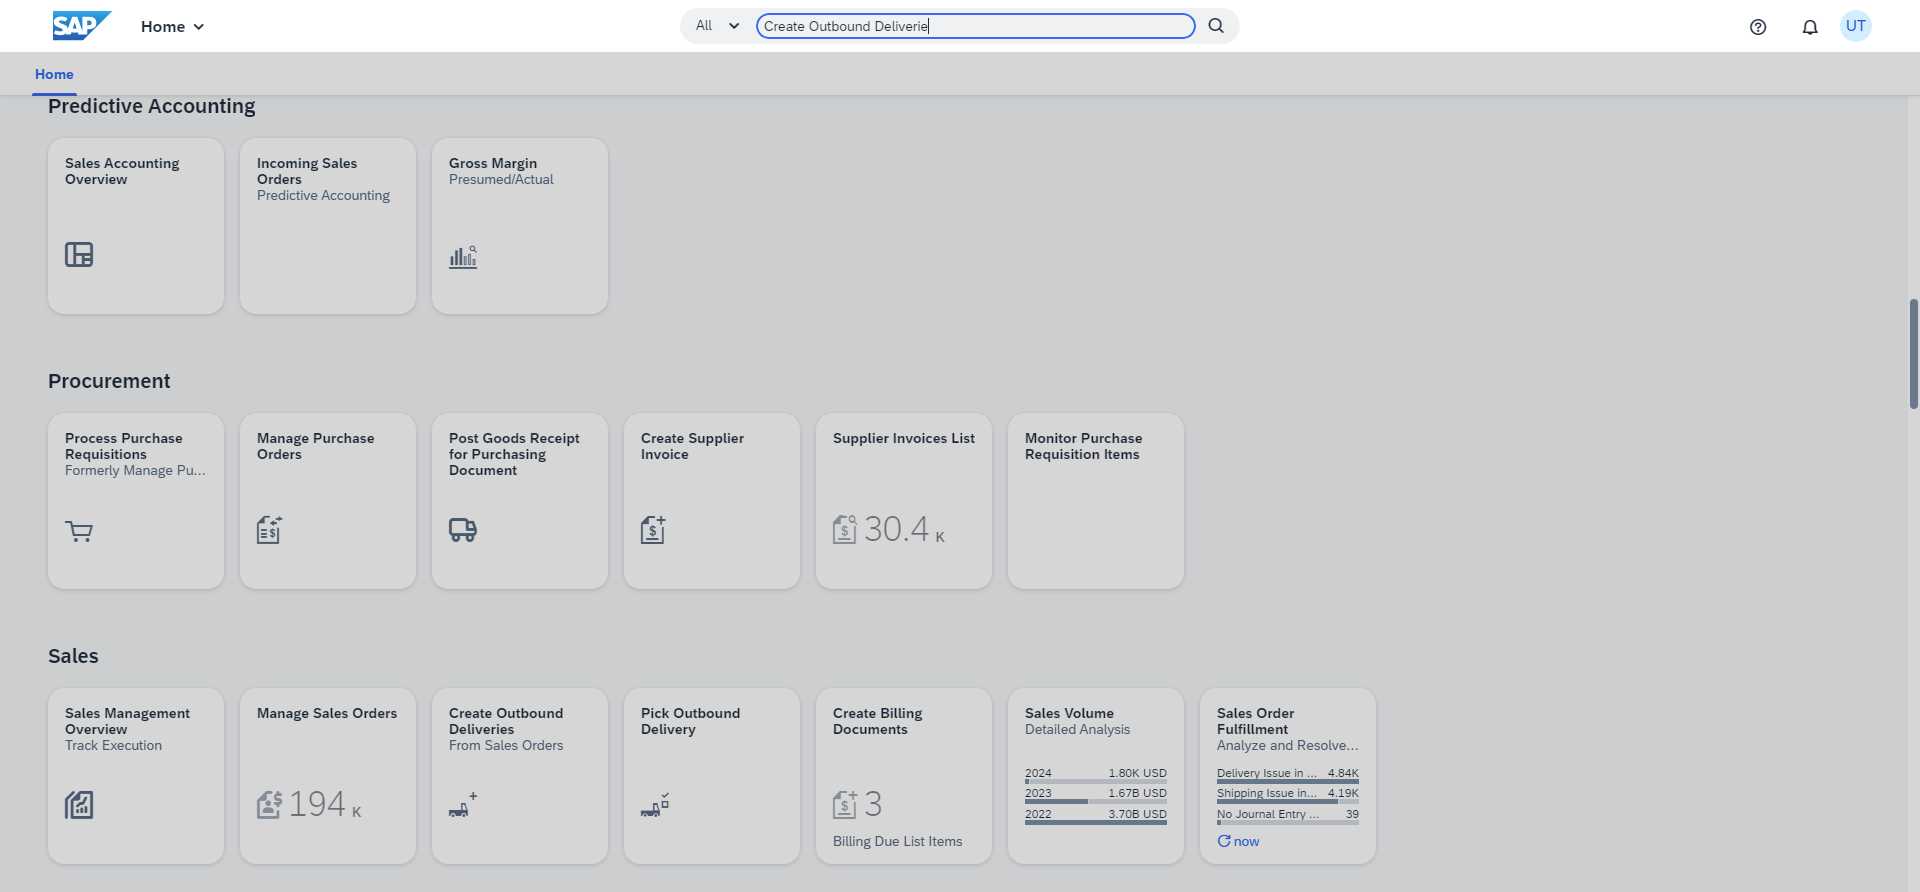 SAP
Home
All
Create Outbound Deliverie
UT
Home
Predictive Accounting
Sales Accounting
Overview
Incoming Sales
Orders
Predictive Accounting
Gross Margin
Presumed/Actual
Procurement
Process Purchase
Requisitions
Formerly Manage Pu...
Manage Purchase
Orders
Post Goods Receipt
for Purchasing
Document
Create Supplier
Invoice
Supplier Invoices List
30.4 K
Monitor Purchase
Requisition Items
Sales
Sales Management
Overview
Track Execution
Manage Sales Orders
194 K
Create Outbound
Deliveries
From Sales Orders
Pick Outbound
Delivery
Create Billing
Documents
3
Billing Due List Items
Sales Volume
Detailed Analysis
2024 1.80K USD
2023 1.67B USD
2022 3.70B USD
Sales Order
Fulfillment
Analyze and Resolve...
Delivery Issue in ... 4.84K
Shipping Issue in... 4.19K
No Journal Entry ... 39
now